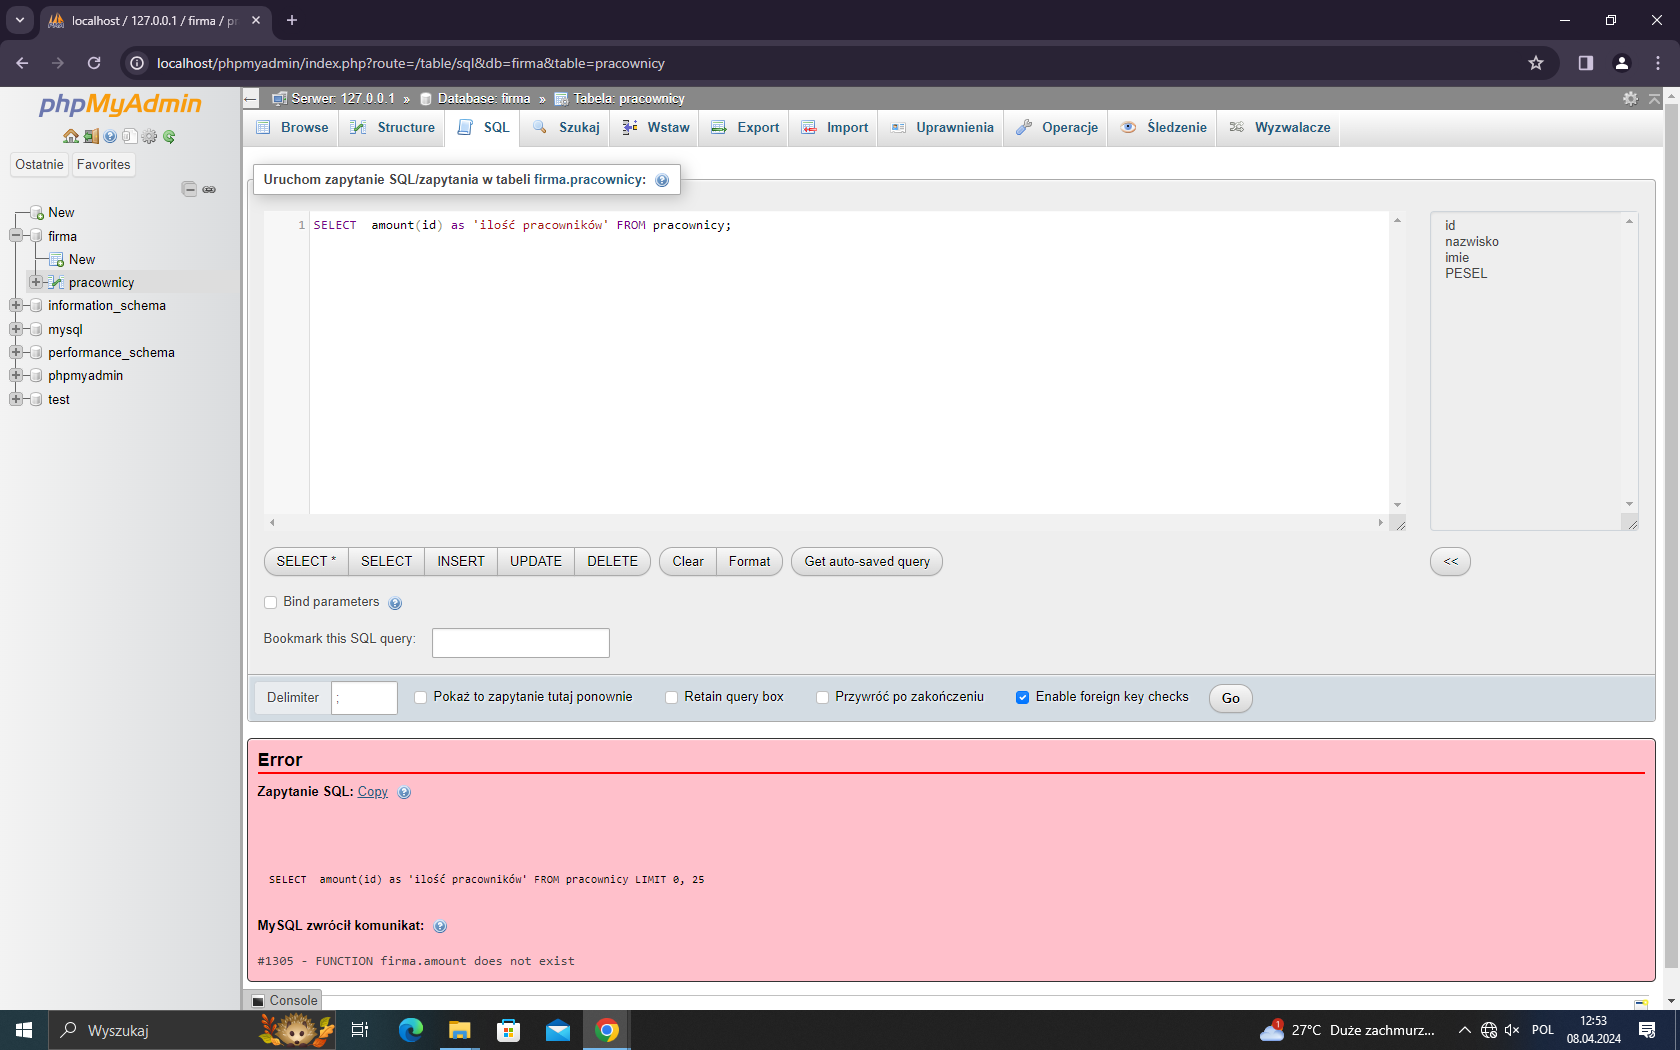 localhost / 127.0.0.1 / firma / p
localhost/phpmyadmin/index.php?route=/table/sql&db=firma&table=pracownicy
phpMyAdmin
Ostatnie Favorites
New
firma
New
pracownicy
information_schema
mysql
performance_schema
phpmyadmin
test
Serwer: 127.0.0.1 » Database: firma » Tabela: pracownicy
Browse Structure SQL Szukaj Wstaw Export Import Uprawnienia Operacje Śledzenie Wyzwalacze
Uruchom zapytanie SQL/zapytania w tabeli firma.pracownicy:
1 SELECT  amount(id) as 'ilość pracowników' FROM pracownicy;
id
nazwisko
imie
PESEL
SELECT * SELECT INSERT UPDATE DELETE Clear Format Get auto-saved query <<
Bind parameters
Bookmark this SQL query:
Delimiter ; Pokaż to zapytanie tutaj ponownie Retain query box Przywróć po zakończeniu Enable foreign key checks Go
Error
Zapytanie SQL: Copy
SELECT  amount(id) as 'ilość pracowników' FROM pracownicy LIMIT 0, 25
MySQL zwrócił komunikat:
#1305 - FUNCTION firma.amount does not exist
Console
Wyszukaj
1 27°C Duże zachmurz... POL 12:53
08.04.2024